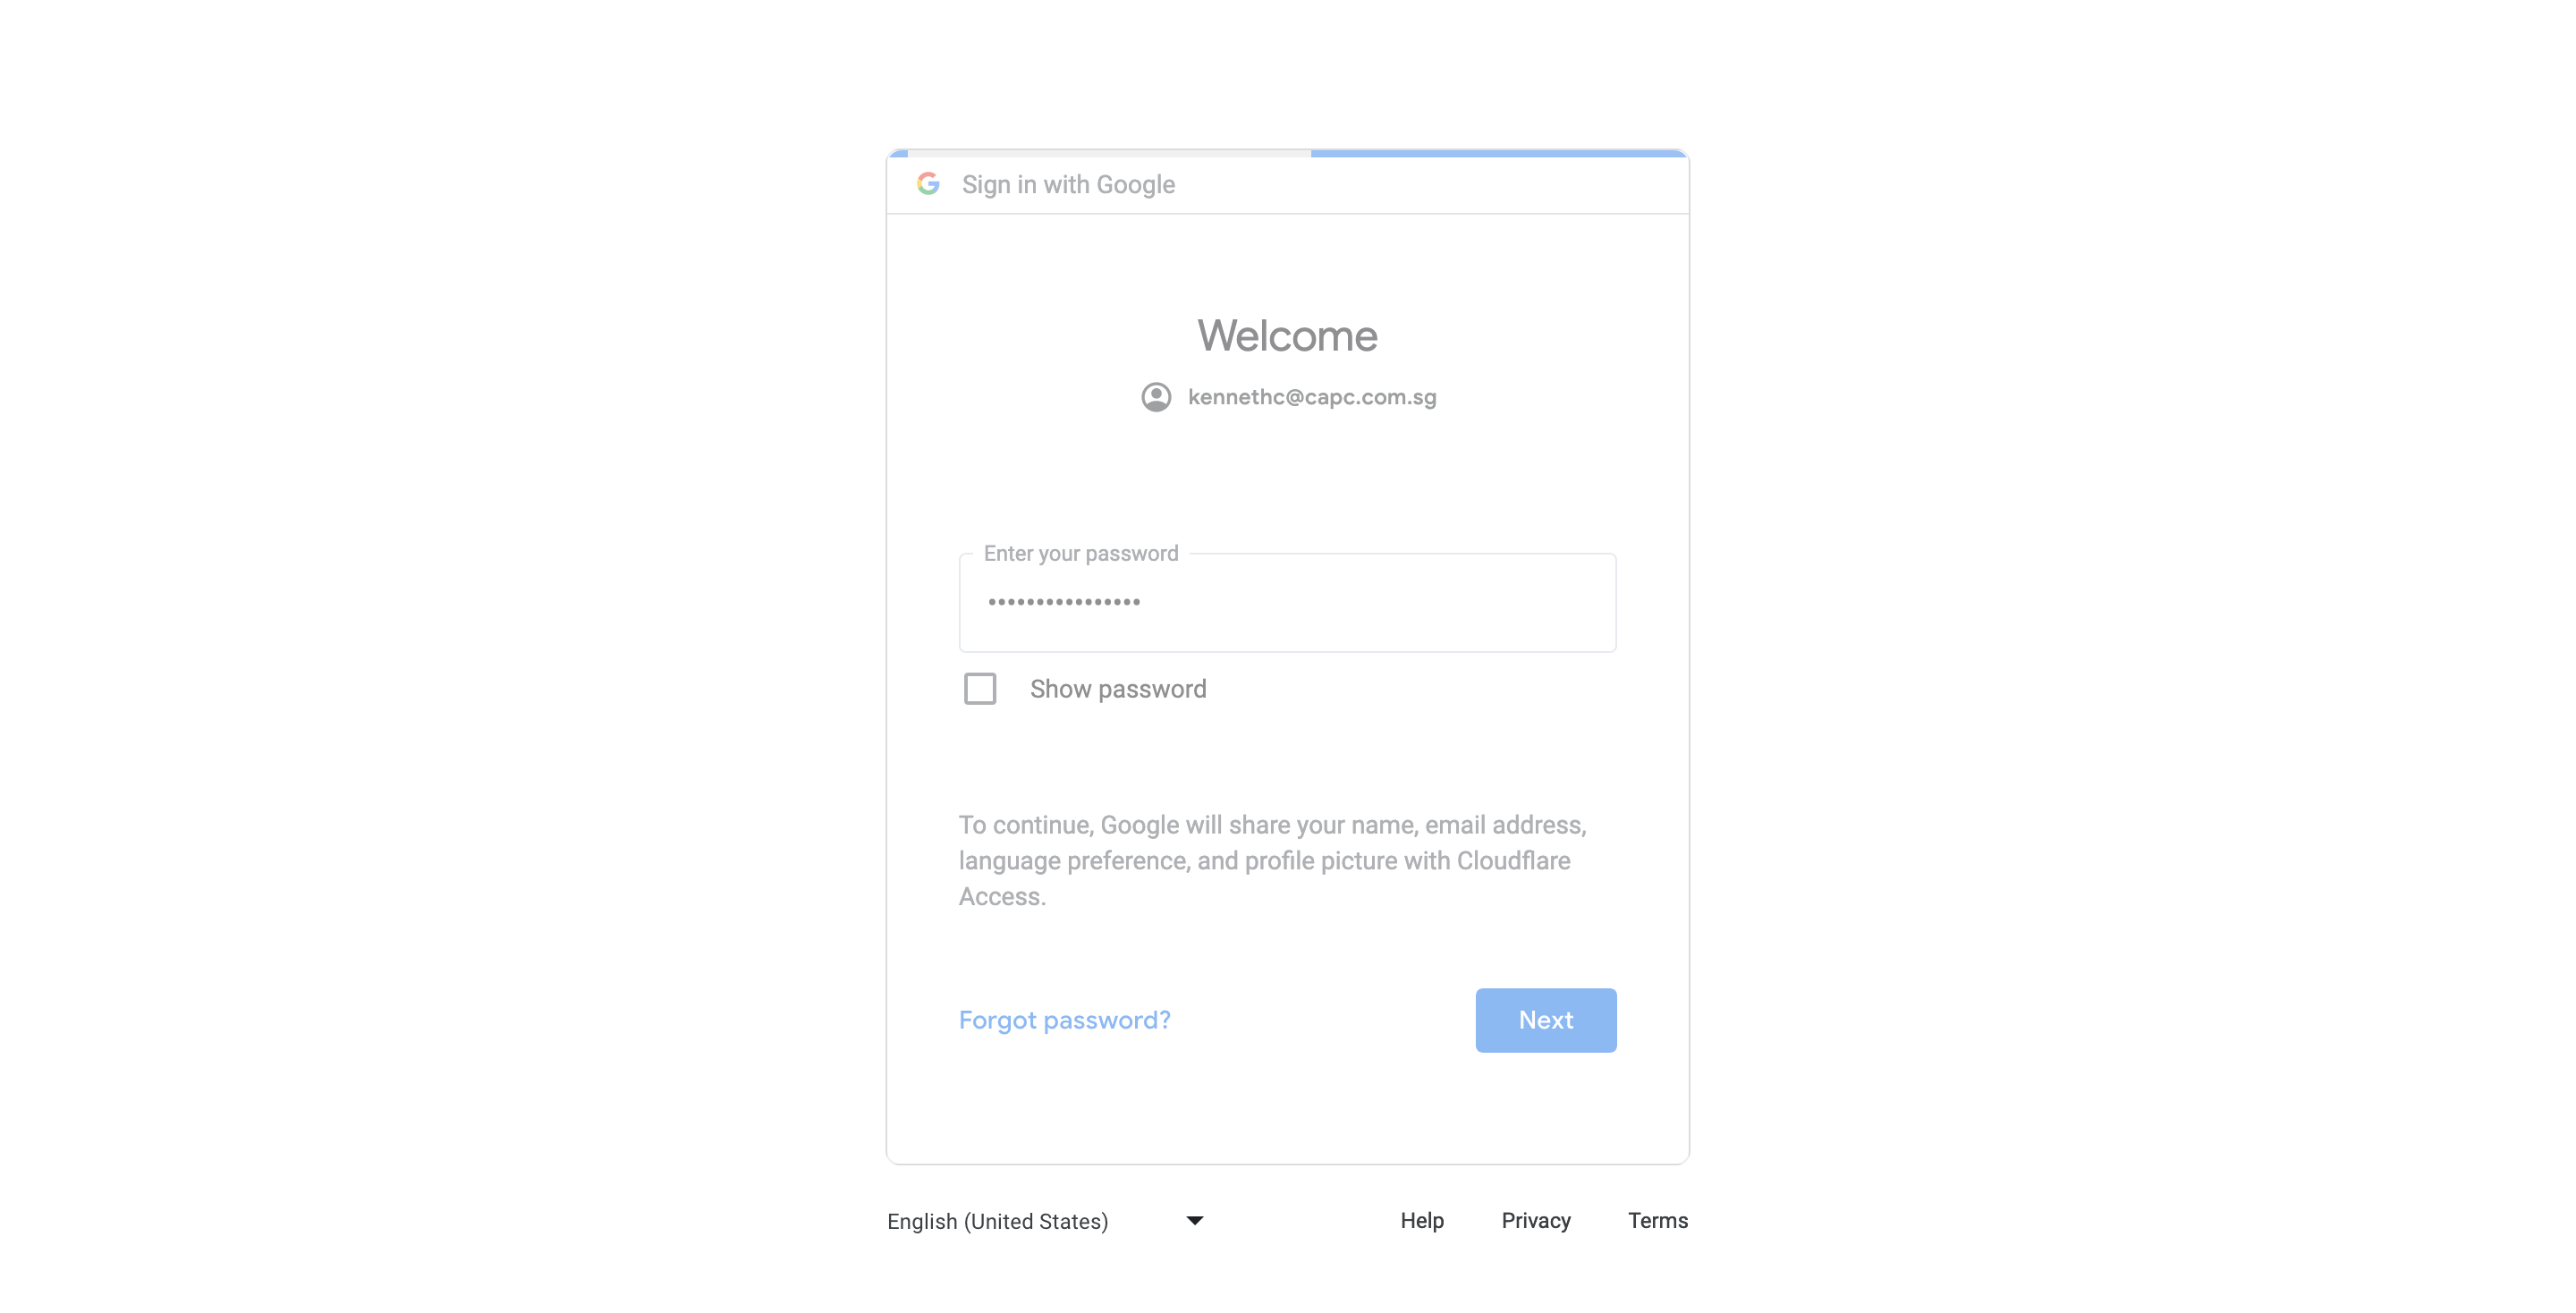 Sign in with Google
Welcome
kennethc@capc.com.sg
Enter your password
••••••••••••••••
Show password
To continue, Google will share your name, email address,
language preference, and profile picture with Cloudflare
Access.
Forgot password?
Next
English (United States)
Help
Privacy
Terms